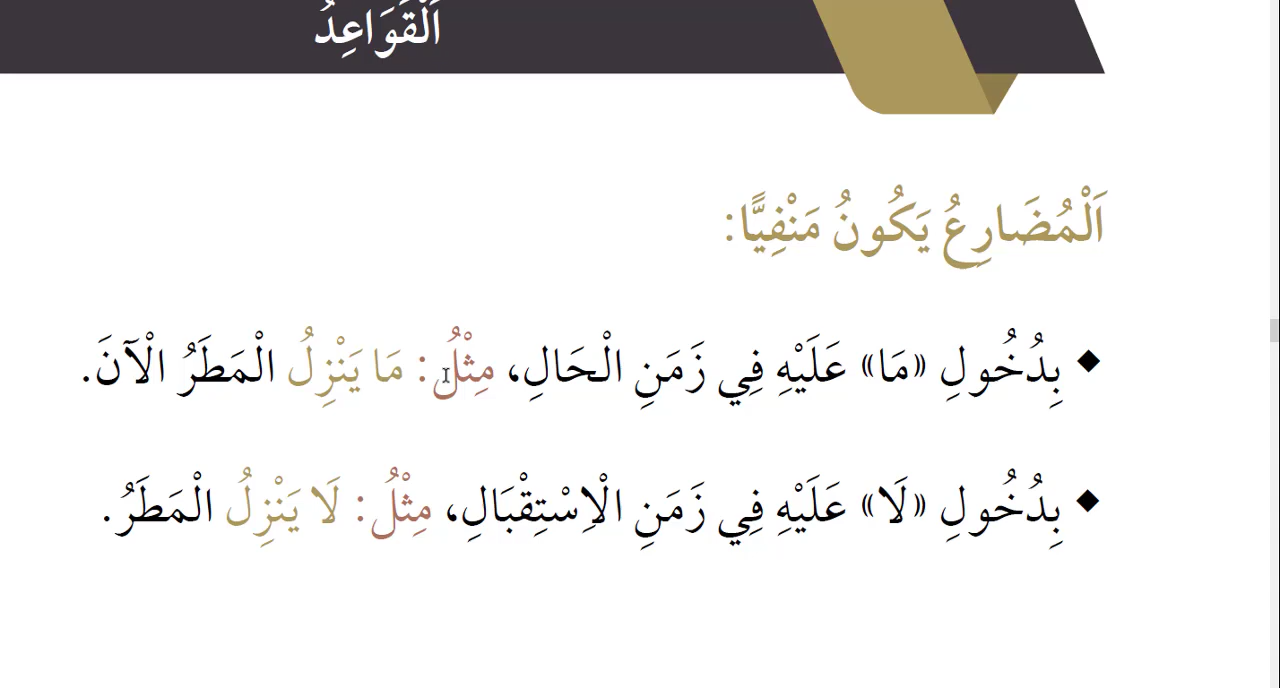 اَلْقَوَاعِدُ
اَلْمُضَارِعُ يَكُونُ مَنْفِيًّا:
◆ بِدُخُولِ «مَا» عَلَيْهِ فِي زَمَنِ الْحَالِ، مِثْلُ: مَا يَنْزِلُ الْمَطَرُ الْآنَ.
◆ بِدُخُولِ «لَا» عَلَيْهِ فِي زَمَنِ الْاِسْتِقْبَالِ، مِثْلُ: لَا يَنْزِلُ الْمَطَرُ.